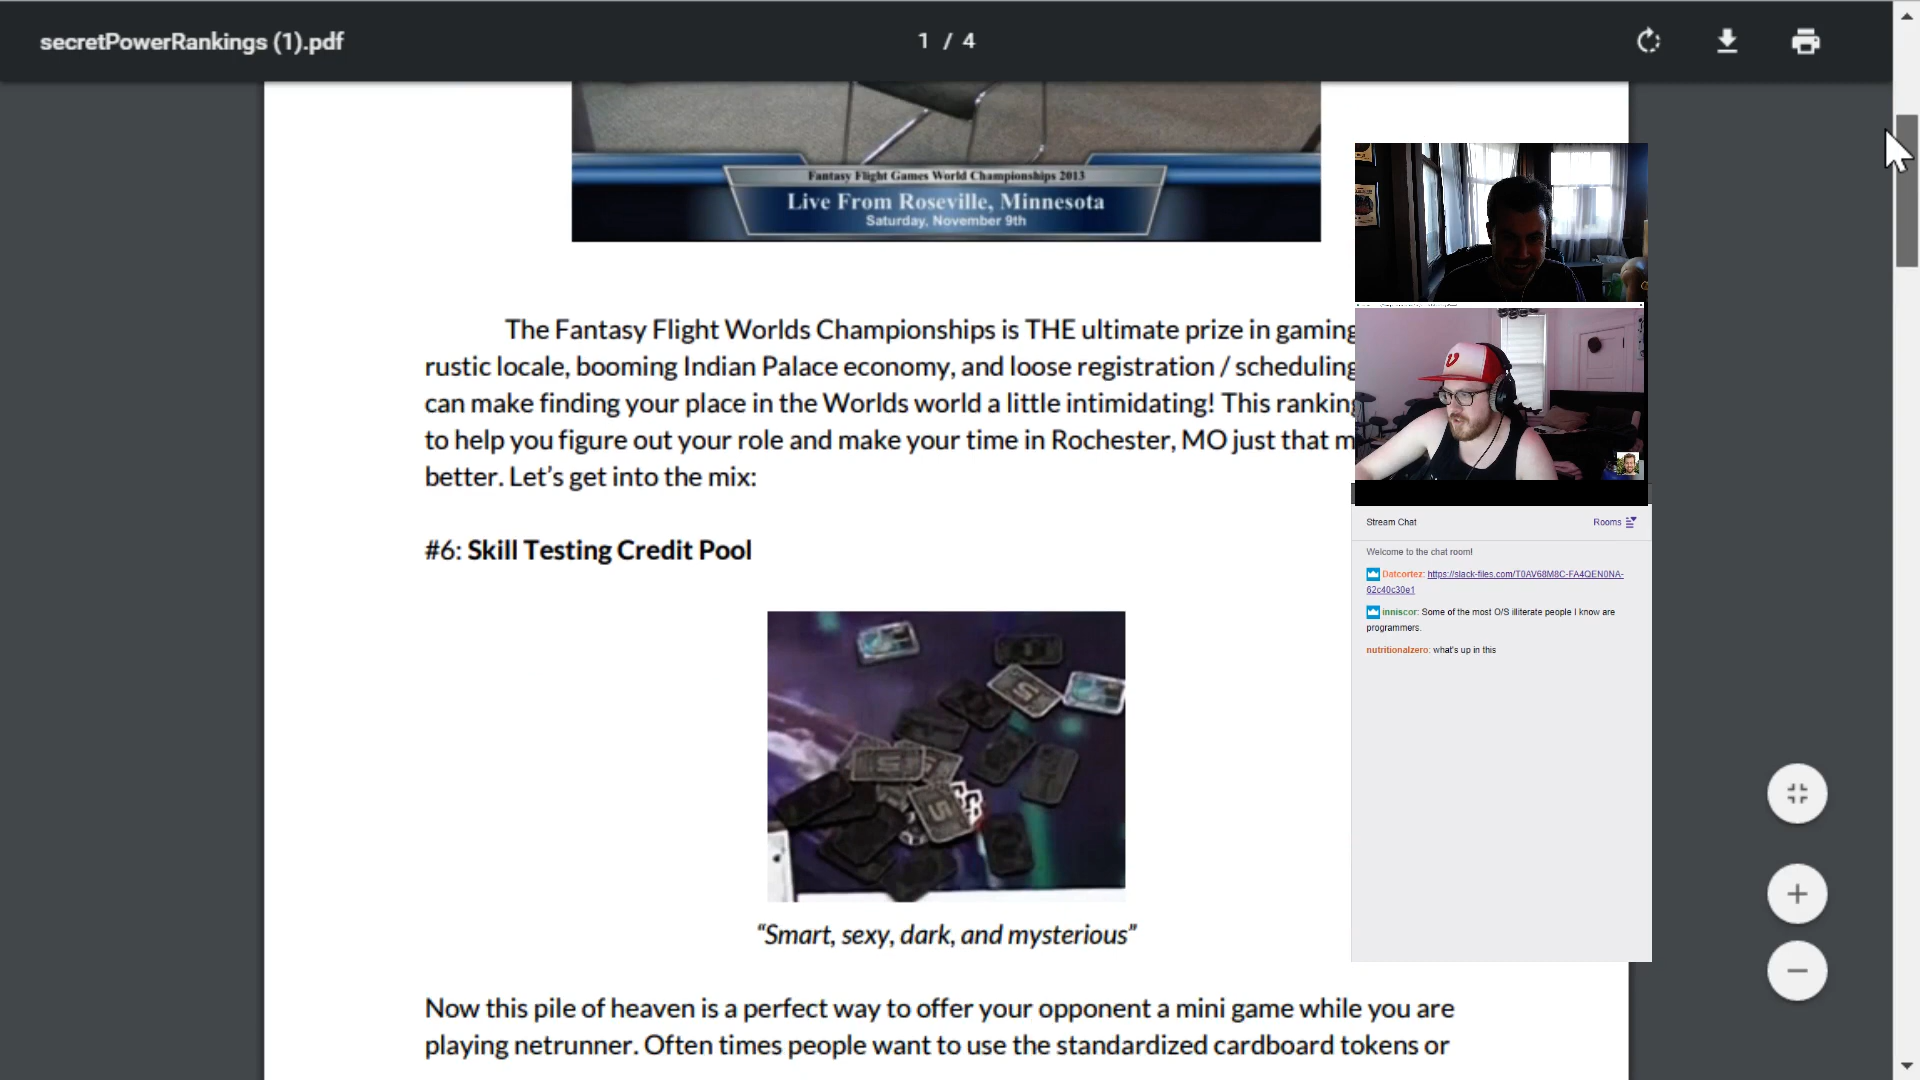 secretPowerRankings (1).pdf
1 / 4
Fantasy Flight Games World Championships 2013
Live From Roseville, Minnesota
Saturday, November 9th
The Fantasy Flight Worlds Championships is THE ultimate prize in gaming
rustic locale, booming Indian Palace economy, and loose registration / scheduling
can make finding your place in the Worlds world a little intimidating! This ranking
to help you figure out your role and make your time in Rochester, MO just that m
better. Let's get into the mix:
#6: Skill Testing Credit Pool
5
5
5
"Smart, sexy, dark, and mysterious"
Now this pile of heaven is a perfect way to offer your opponent a mini game while you are
playing netrunner. Often times people want to use the standardized cardboard tokens or
Stream Chat
Rooms
Welcome to the chat room!
Datcortez: https://slack-files.com/T0AV68M8C-FA4QEN0NA-
62c40c30e1
inniscor: Some of the most O/S illiterate people I know are
programmers.
nutritionalzero: what's up in this